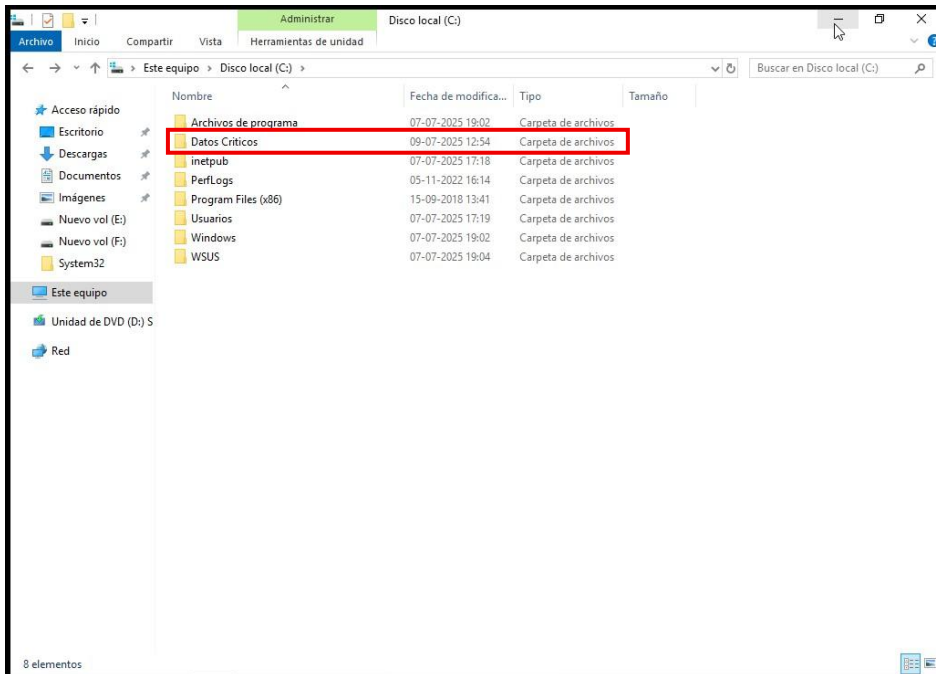 Administrar
Disco local (C:)
Archivo Inicio Compartir Vista Herramientas de unidad
Este equipo > Disco local (C:) >
Buscar en Disco local (C:)
Nombre Fecha de modifica... Tipo Tamaño
Acceso rápido
Escritorio
Descargas
Documentos
Imágenes
Nuevo vol (E:)
Nuevo vol (F:)
System32
Este equipo
Unidad de DVD (D:) S
Red
Archivos de programa 07-07-2025 19:02 Carpeta de archivos
Datos Criticos 09-07-2025 12:54 Carpeta de archivos
inetpub 07-07-2025 17:18 Carpeta de archivos
PerfLogs 05-11-2022 16:14 Carpeta de archivos
Program Files (x86) 15-09-2018 13:41 Carpeta de archivos
Usuarios 07-07-2025 17:19 Carpeta de archivos
Windows 07-07-2025 19:02 Carpeta de archivos
WSUS 07-07-2025 19:04 Carpeta de archivos
8 elementos